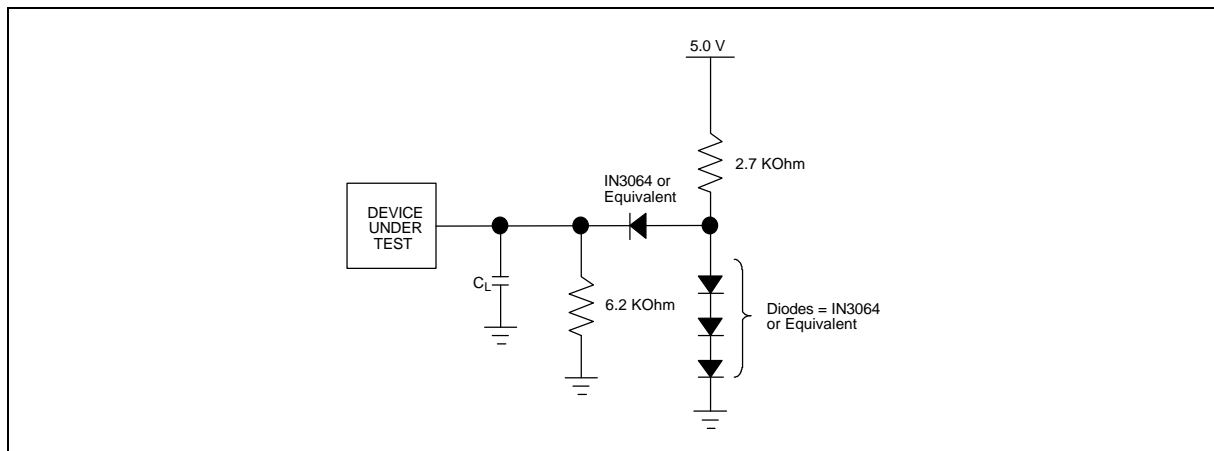 5.0 V
2.7 KOhm
IN3064 or
Equivalent
DEVICE
UNDER
TEST
CL
6.2 KOhm
Diodes = IN3064
or Equivalent